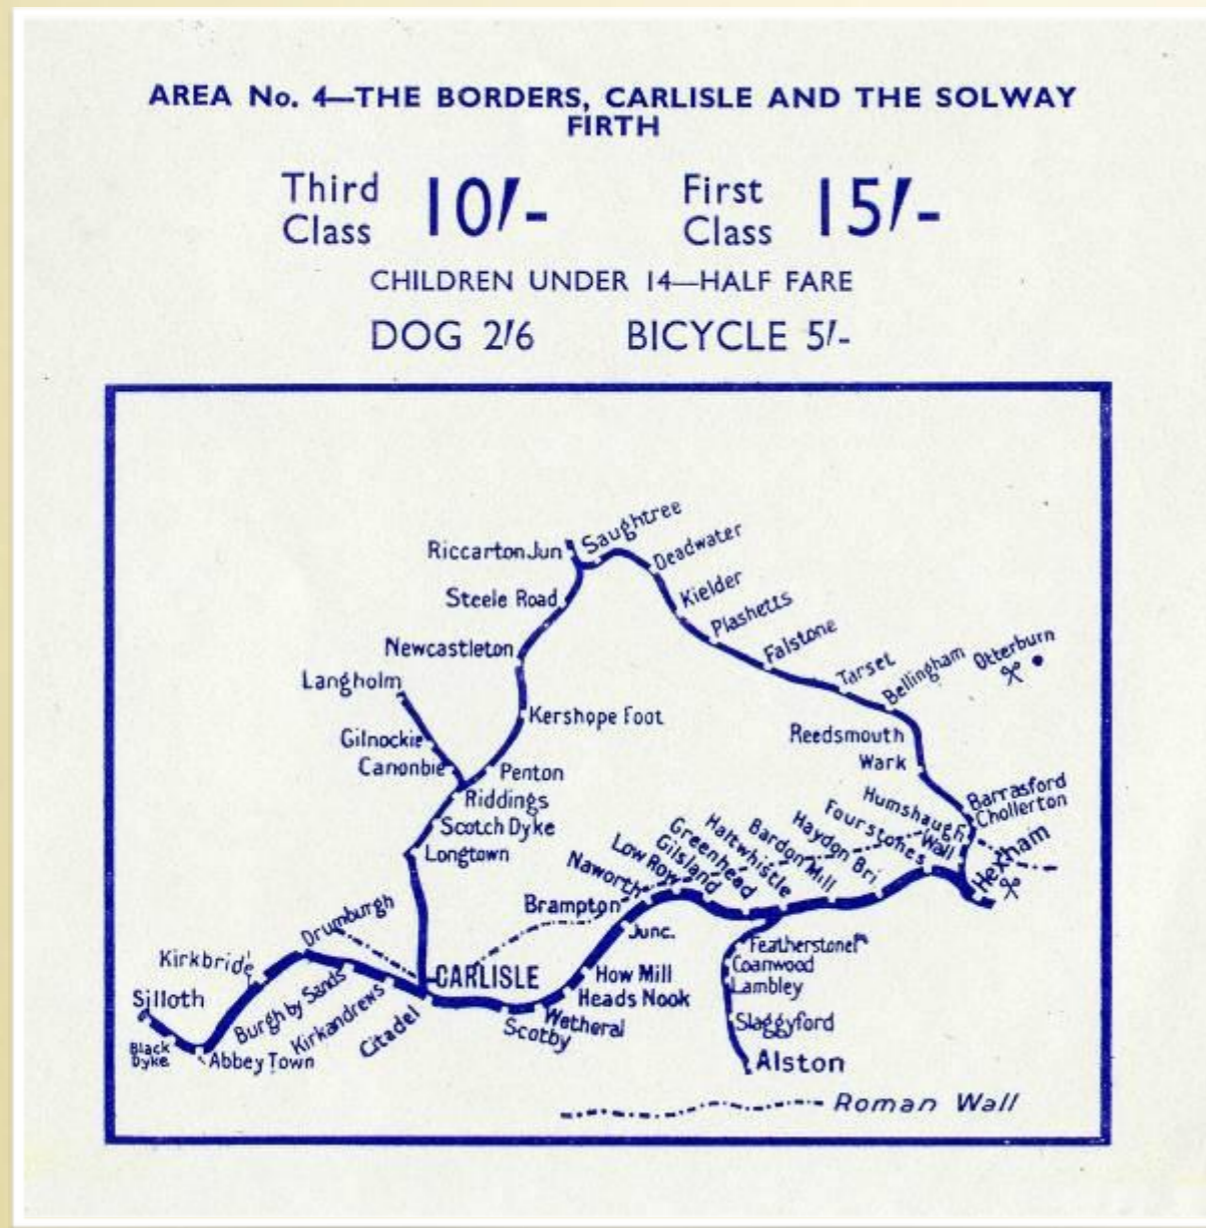 AREA No. 4—THE BORDERS, CARLISLE AND THE SOLWAY
FIRTH
Third
Class
10/-
First
Class
15/-
CHILDREN UNDER 14—HALF FARE
DOG 2/6
BICYCLE 5/-
Riccarton Jun
Saughtree
Deadwater
Steele Road
Kielder
Plashetts
Newcastleton
Falstone
Langholm
Tarset
Bellingham
Otterburn
Kershope Foot
Gilnockie
Reedsmouth
Canonbie
Penton
Wark
Riddings
Barrasford
Chollerton
Scotch Dyke
Humshaugh
Wall
Longtown
Fourstones
Haydon Bri
Bardon Mill
Haltwhistle
Greenhead
Gilsland
Low Row
Naworth
Hexham
Brampton
Junc.
Drumburgh
Kirkbride
CARLISLE
Featherstone Pk
Coanwood
Lambley
How Mill
Heads Nook
Silloth
Burgh by Sands
Kirkandrews
Citadel
Wetheral
Scotby
Slaggyford
Black
Dyke
Abbey Town
Alston
Roman Wall